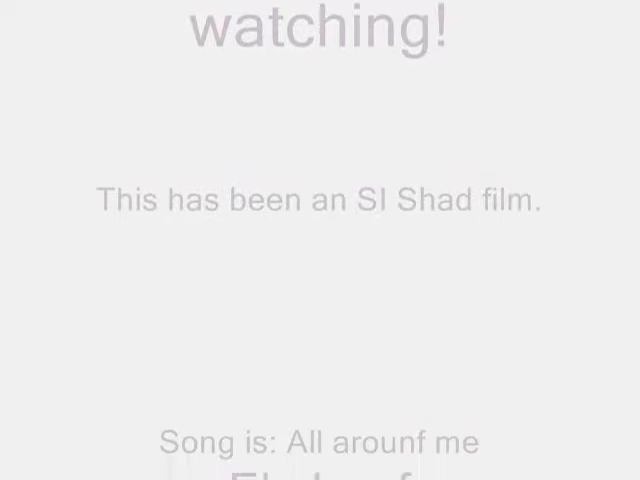 watching!
This has been an SI Shad film.
Song is: All arounf me